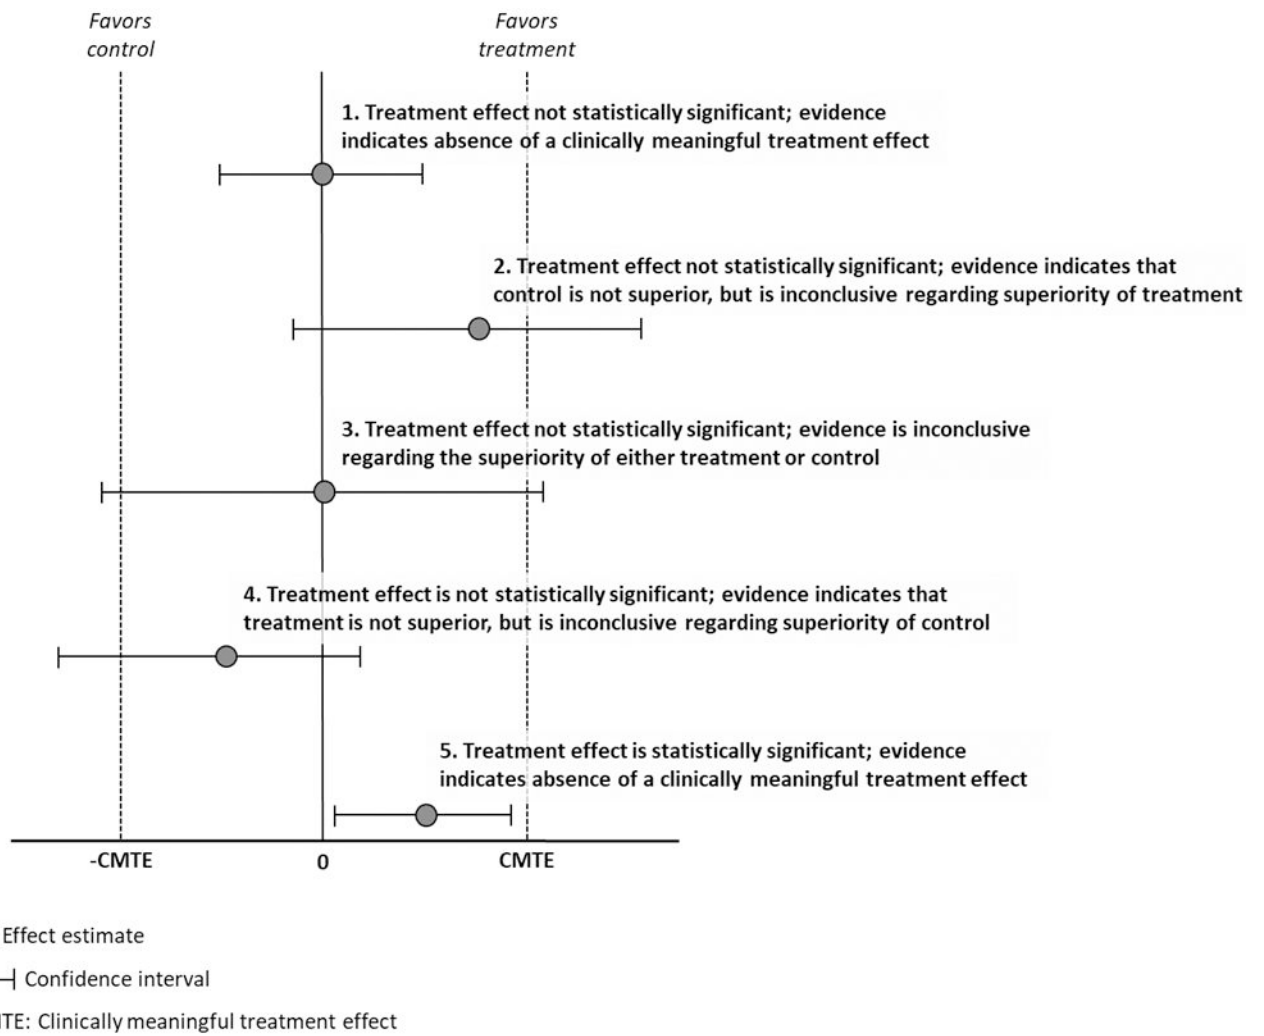 Favors
control
Favors
treatment
1. Treatment effect not statistically significant; evidence
indicates absence of a clinically meaningful treatment effect
2. Treatment effect not statistically significant; evidence indicates that
control is not superior, but is inconclusive regarding superiority of treatment
3. Treatment effect not statistically significant; evidence is inconclusive
regarding the superiority of either treatment or control
4. Treatment effect is not statistically significant; evidence indicates that
treatment is not superior, but is inconclusive regarding superiority of control
5. Treatment effect is statistically significant; evidence
indicates absence of a clinically meaningful treatment effect
-CMTE 0 CMTE
Effect estimate
Confidence interval
TE: Clinically meaningful treatment effect